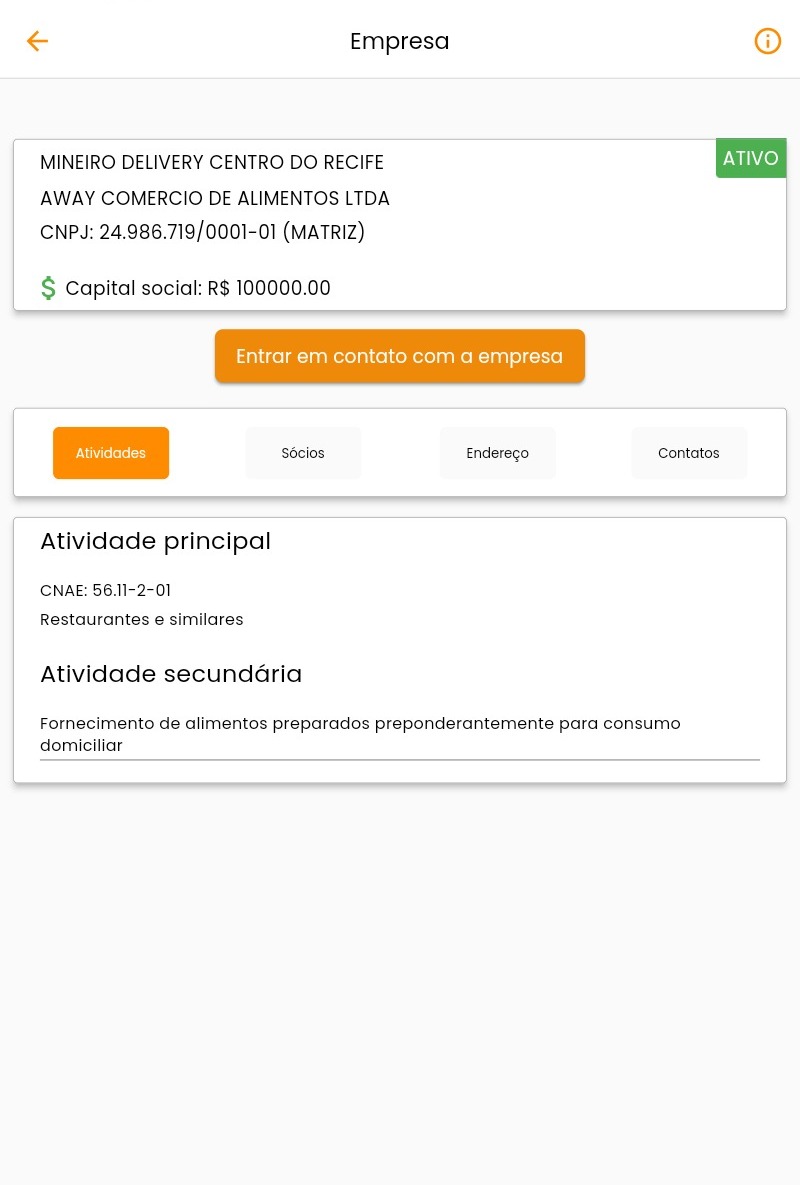 Empresa
MINEIRO DELIVERY CENTRO DO RECIFE
ATIVO
AWAY COMERCIO DE ALIMENTOS LTDA
CNPJ: 24.986.719/0001-01 (MATRIZ)
$ Capital social: R$ 100000.00
Entrar em contato com a empresa
Atividades
Sócios
Endereço
Contatos
Atividade principal
CNAE: 56.11-2-01
Restaurantes e similares
Atividade secundária
Fornecimento de alimentos preparados preponderantemente para consumo
domiciliar